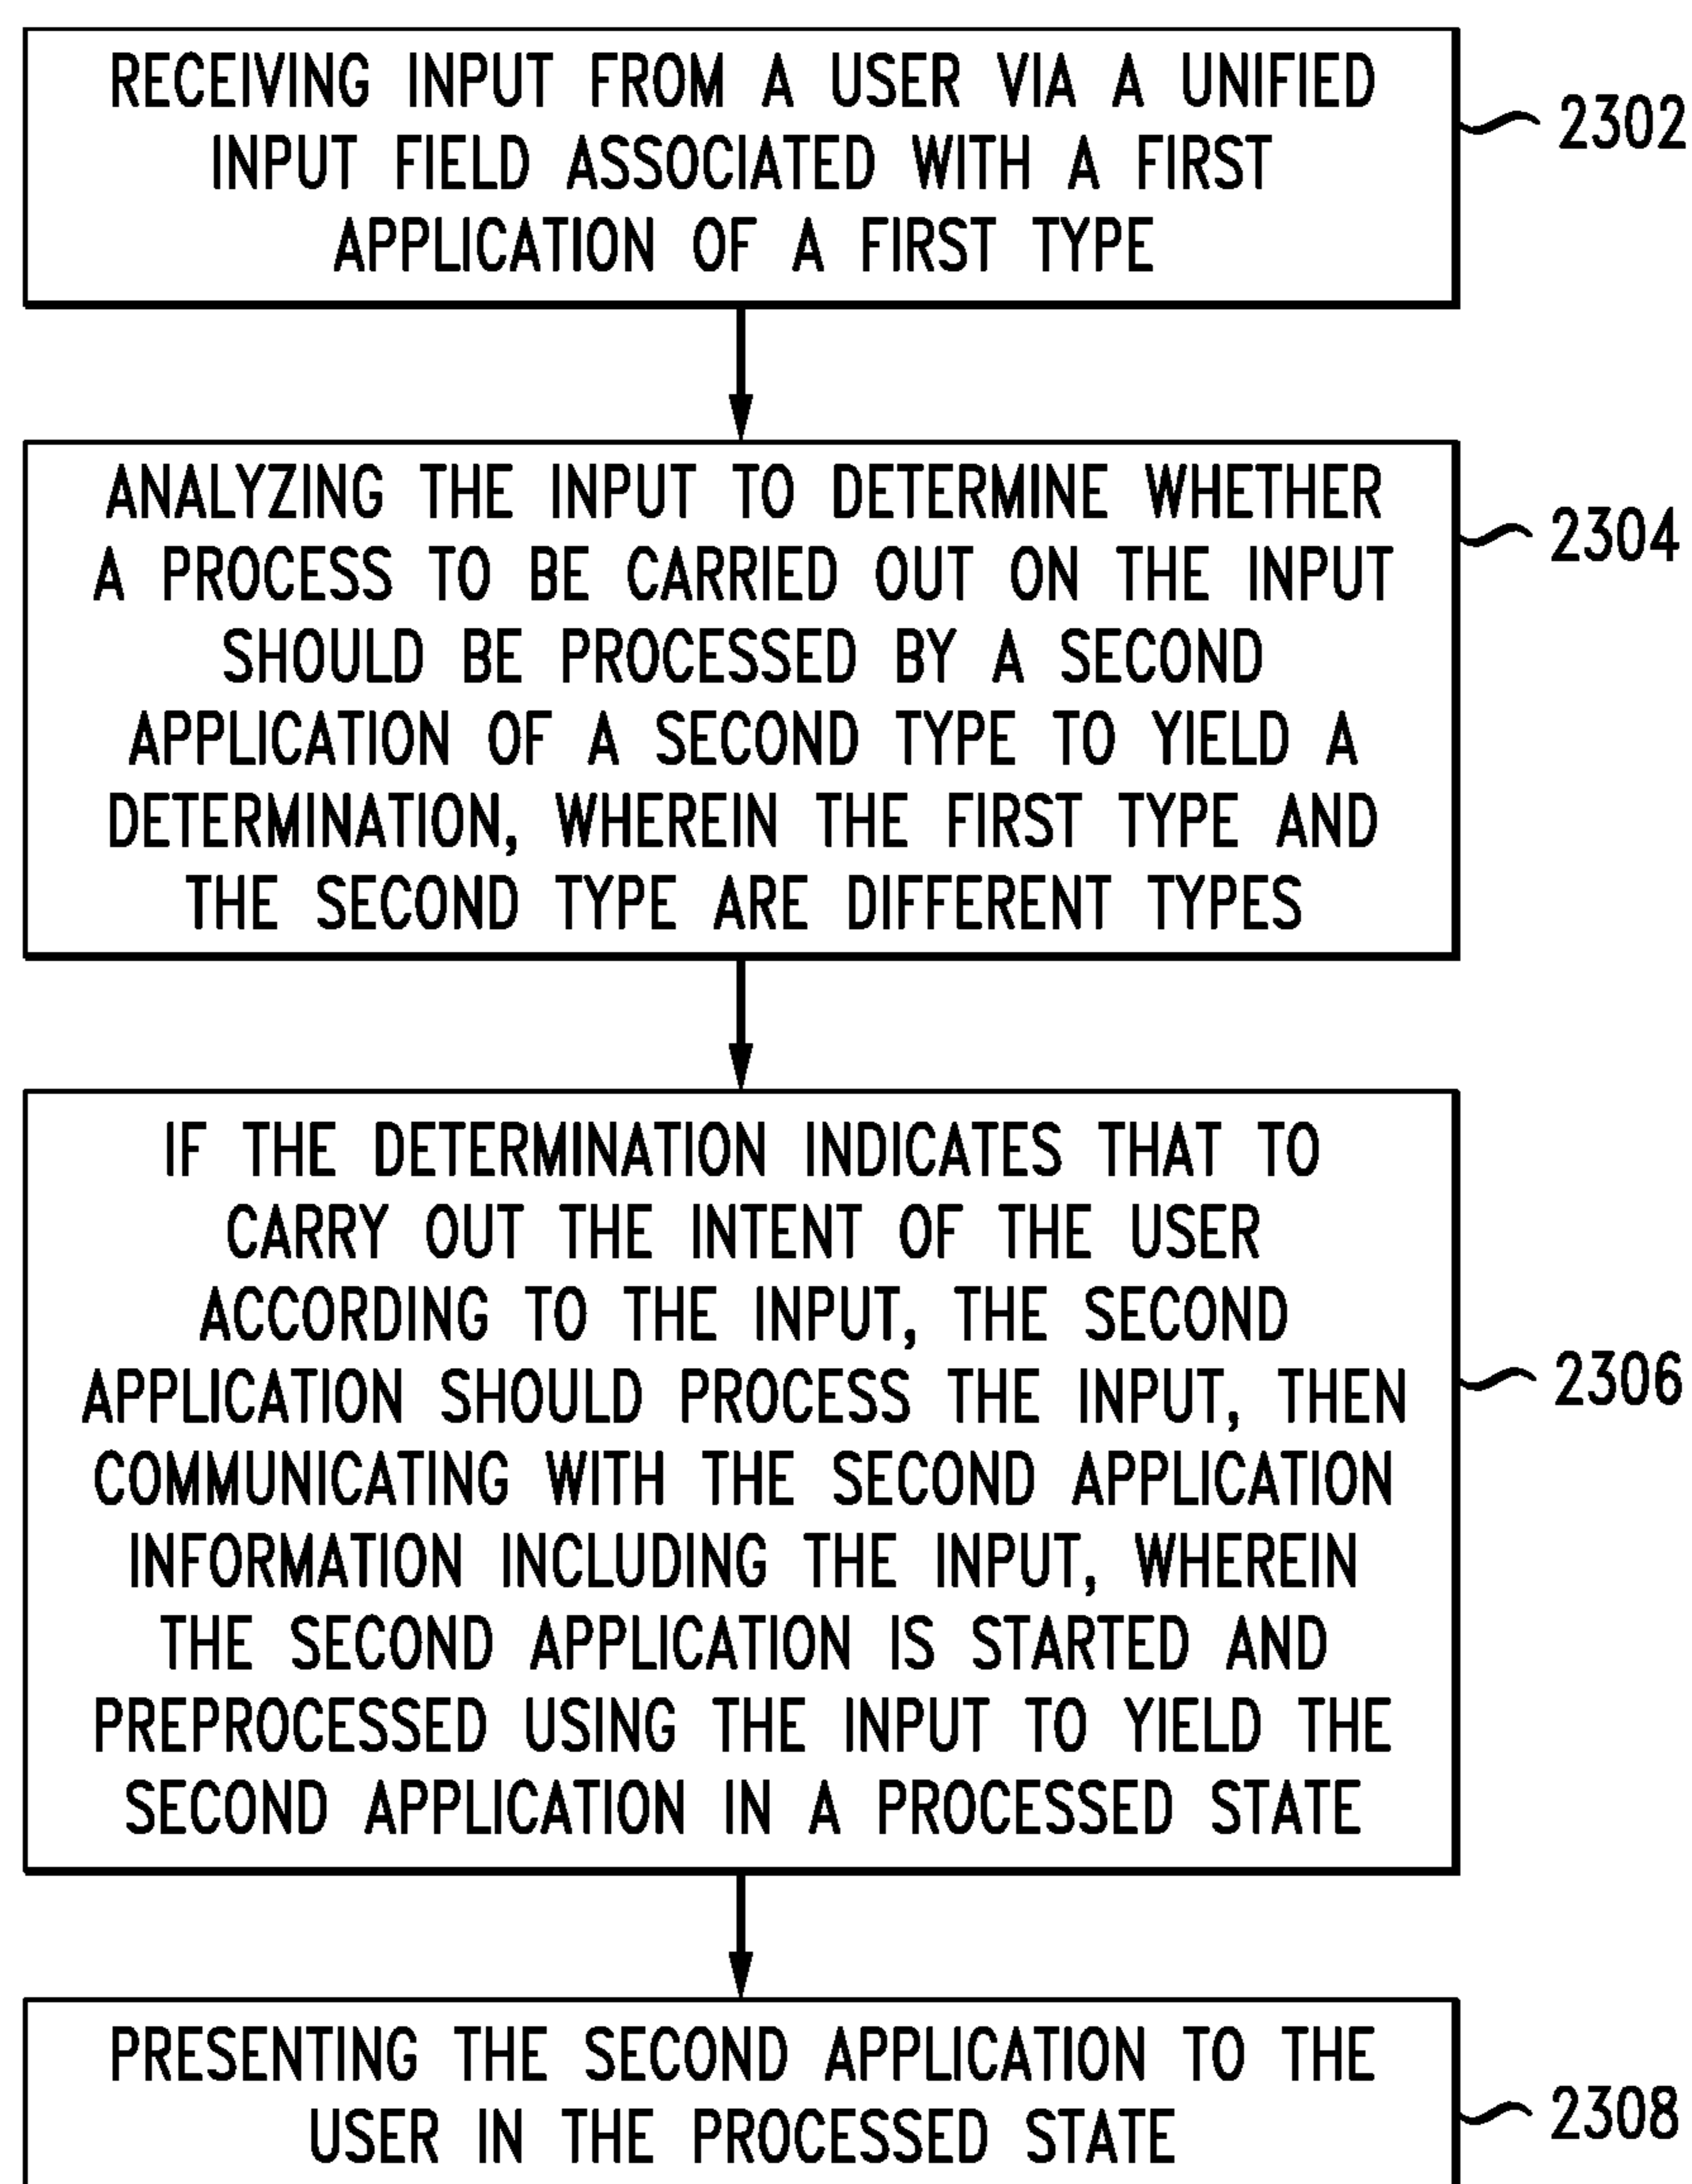 RECEIVING INPUT FROM A USER VIA A UNIFIED
INPUT FIELD ASSOCIATED WITH A FIRST
APPLICATION OF A FIRST TYPE
2302
ANALYZING THE INPUT TO DETERMINE WHETHER
A PROCESS TO BE CARRIED OUT ON THE INPUT
SHOULD BE PROCESSED BY A SECOND
APPLICATION OF A SECOND TYPE TO YIELD A
DETERMINATION, WHEREIN THE FIRST TYPE AND
THE SECOND TYPE ARE DIFFERENT TYPES
2304
IF THE DETERMINATION INDICATES THAT TO
CARRY OUT THE INTENT OF THE USER
ACCORDING TO THE INPUT, THE SECOND
APPLICATION SHOULD PROCESS THE INPUT, THEN
COMMUNICATING WITH THE SECOND APPLICATION
INFORMATION INCLUDING THE INPUT, WHEREIN
THE SECOND APPLICATION IS STARTED AND
PREPROCESSED USING THE INPUT TO YIELD THE
SECOND APPLICATION IN A PROCESSED STATE
2306
PRESENTING THE SECOND APPLICATION TO THE
USER IN THE PROCESSED STATE
2308